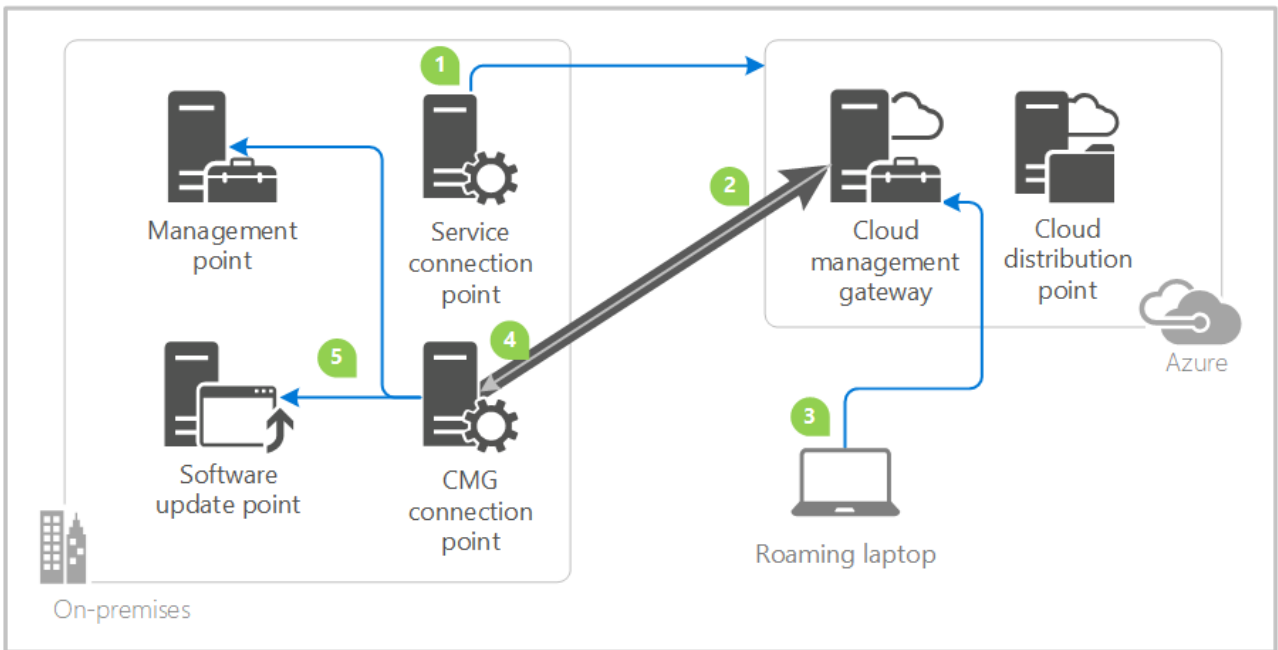 1
Management
point
Service
connection
point
2
Cloud
management
gateway
Cloud
distribution
point
Azure
5
4
Software
update point
CMG
connection
point
3
Roaming laptop
On-premises